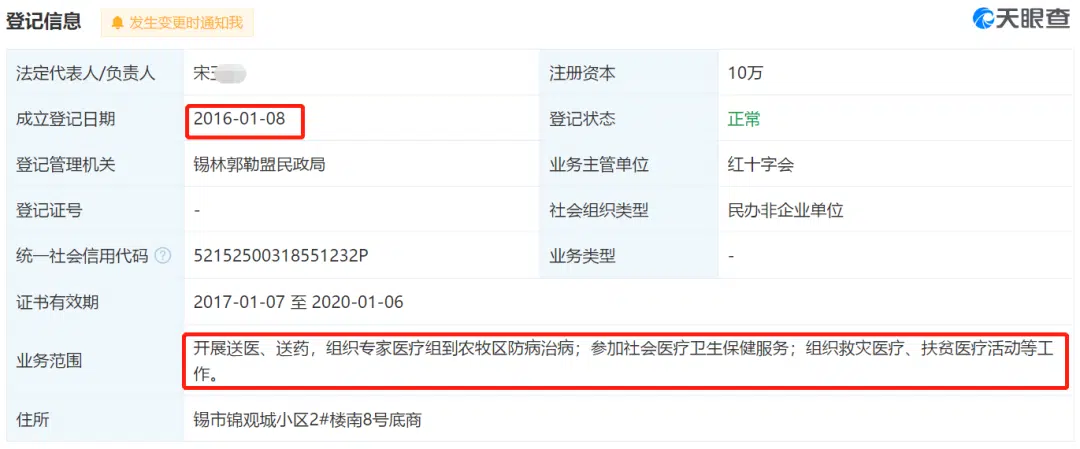 登记信息 发生变更时通知我 天眼查
法定代表人/负责人 宋 注册资本 10万
成立登记日期 2016-01-08 登记状态 正常
登记管理机关 锡林郭勒盟民政局 业务主管单位 红十字会
登记证号 - 社会组织类型 民办非企业单位
统一社会信用代码 ? 52152500318551232P 业务类型 -
证书有效期 2017-01-07 至 2020-01-06
业务范围 开展送医、送药，组织专家医疗组到农牧区防病治病；参加社会医疗卫生保健服务；组织救灾医疗、扶贫医疗活动等工
作。
住所 锡市锦观城小区2#楼南8号底商